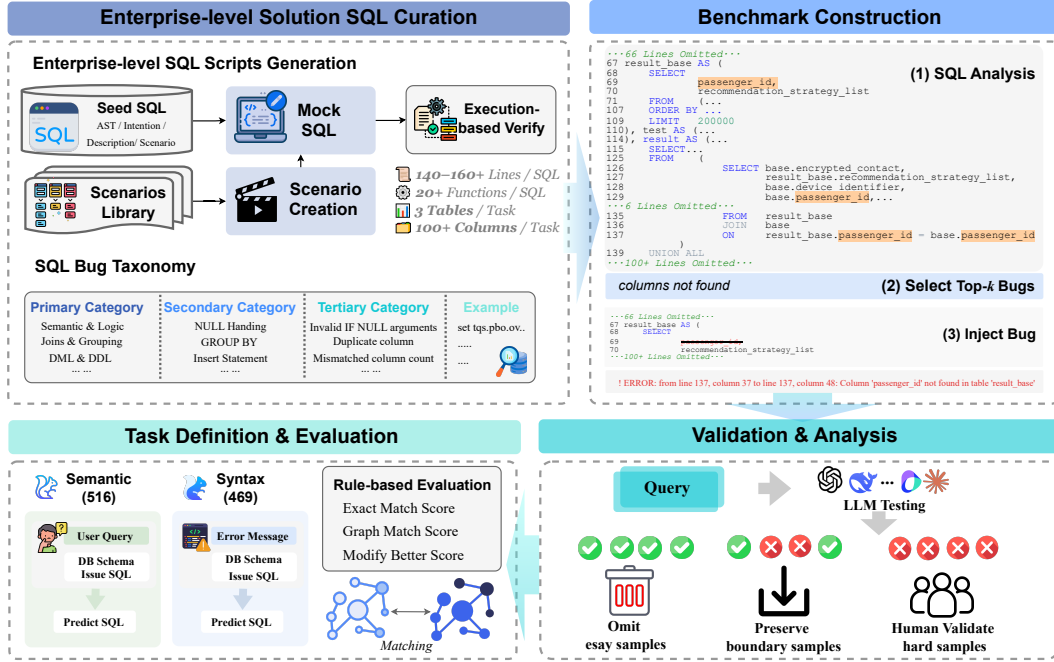 Enterprise-level Solution SQL Curation
Enterprise-level SQL Scripts Generation
Seed SQL
AST / Intention /
Description/ Scenario
SQL
Mock
SQL
Execution-
based Verify
Scenarios
Library
Scenario
Creation
140–160+ Lines / SQL
20+ Functions / SQL
3 Tables / Task
100+ Columns / Task
SQL Bug Taxonomy
Primary Category
Semantic & Logic
Joins & Grouping
DML & DDL
... ...
Secondary Category
NULL Handing
GROUP BY
Insert Statement
... ...
Tertiary Category
Invalid IF NULL arguments
Duplicate column
Mismatched column count
... ...
Example
set tqs.pbo.ov..
.....
....
Benchmark Construction
(1) SQL Analysis
···66 Lines Omitted···
67 result_base AS (
68 SELECT
69 passenger_id,
70 recommendation_strategy_list
71 FROM (...
107 ORDER BY ...
109 LIMIT 200000
110), test AS (...
114), result AS (...
115 SELECT...
125 FROM (
126 SELECT base.encrypted_contact,
127 result_base.recommendation_strategy_list,
128 base.device_identifier,
129 base.passenger_id,...
···6 Lines Omitted···
135 FROM result_base
136 JOIN base
137 ON result_base.passenger_id = base.passenger_id
)
139 UNION ALL
···100+ Lines Omitted···
columns not found
(2) Select Top-k Bugs
(3) Inject Bug
···66 Lines Omitted···
67 result_base AS (
68 SELECT
69 passenger_id,
70 recommendation_strategy_list
···100+ Lines Omitted···
! ERROR: from line 137, column 37 to line 137, column 48: Column 'passenger_id' not found in table 'result_base'
Task Definition & Evaluation
Semantic
(516)
User Query
DB Schema
Issue SQL
Predict SQL
Syntax
(469)
Error Message
DB Schema
Issue SQL
Predict SQL
Rule-based Evaluation
Exact Match Score
Graph Match Score
Modify Better Score
Matching
Validation & Analysis
Query
...
LLM Testing
Omit
esay samples
Preserve
boundary samples
Human Validate
hard samples